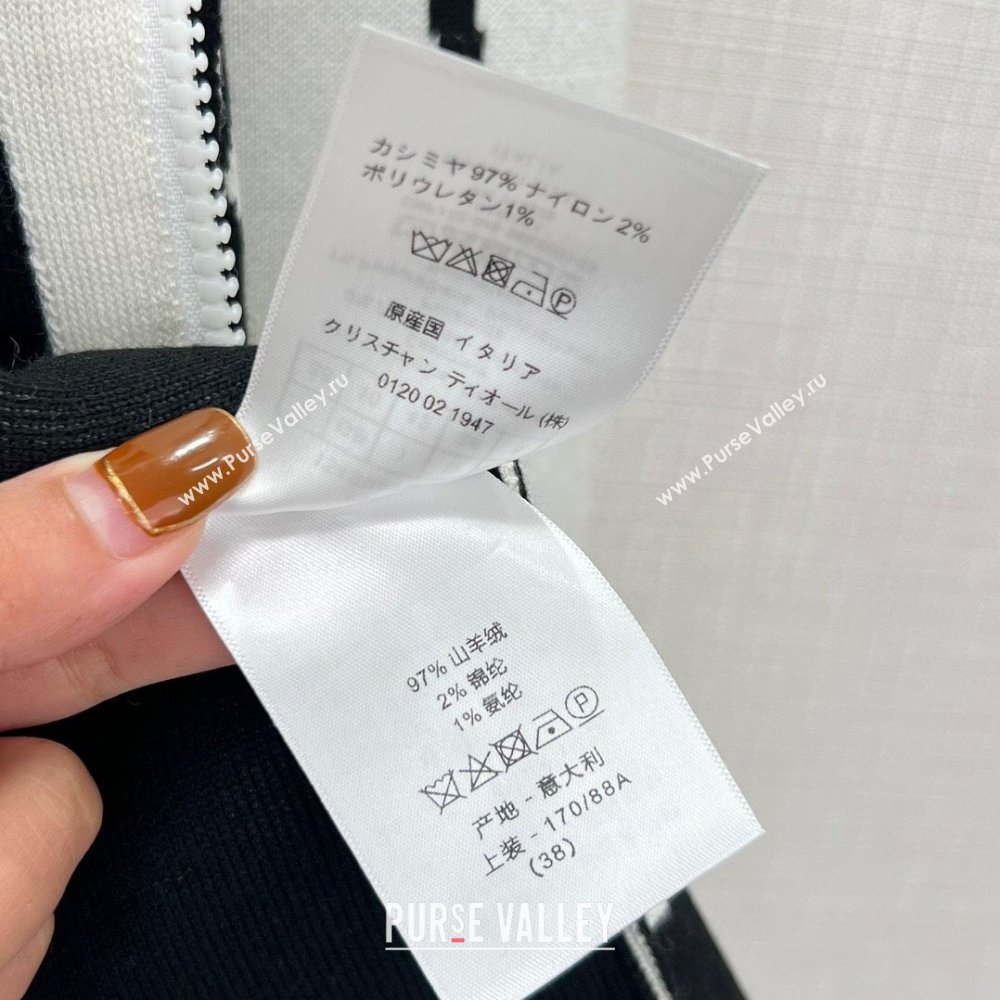 カシミヤ 97% ナイロン 2%
ポリウレタン1%
P
原産国 イタリア
クリスチャン ティオール (株)
0120 02 1947
www.PurseValley.ru
www.PurseValley.ru
97% 山羊绒
2% 锦纶
1% 氨纶
P
产地 - 意大利
上装 - 170/88A
(38)
PURSE VALLEY